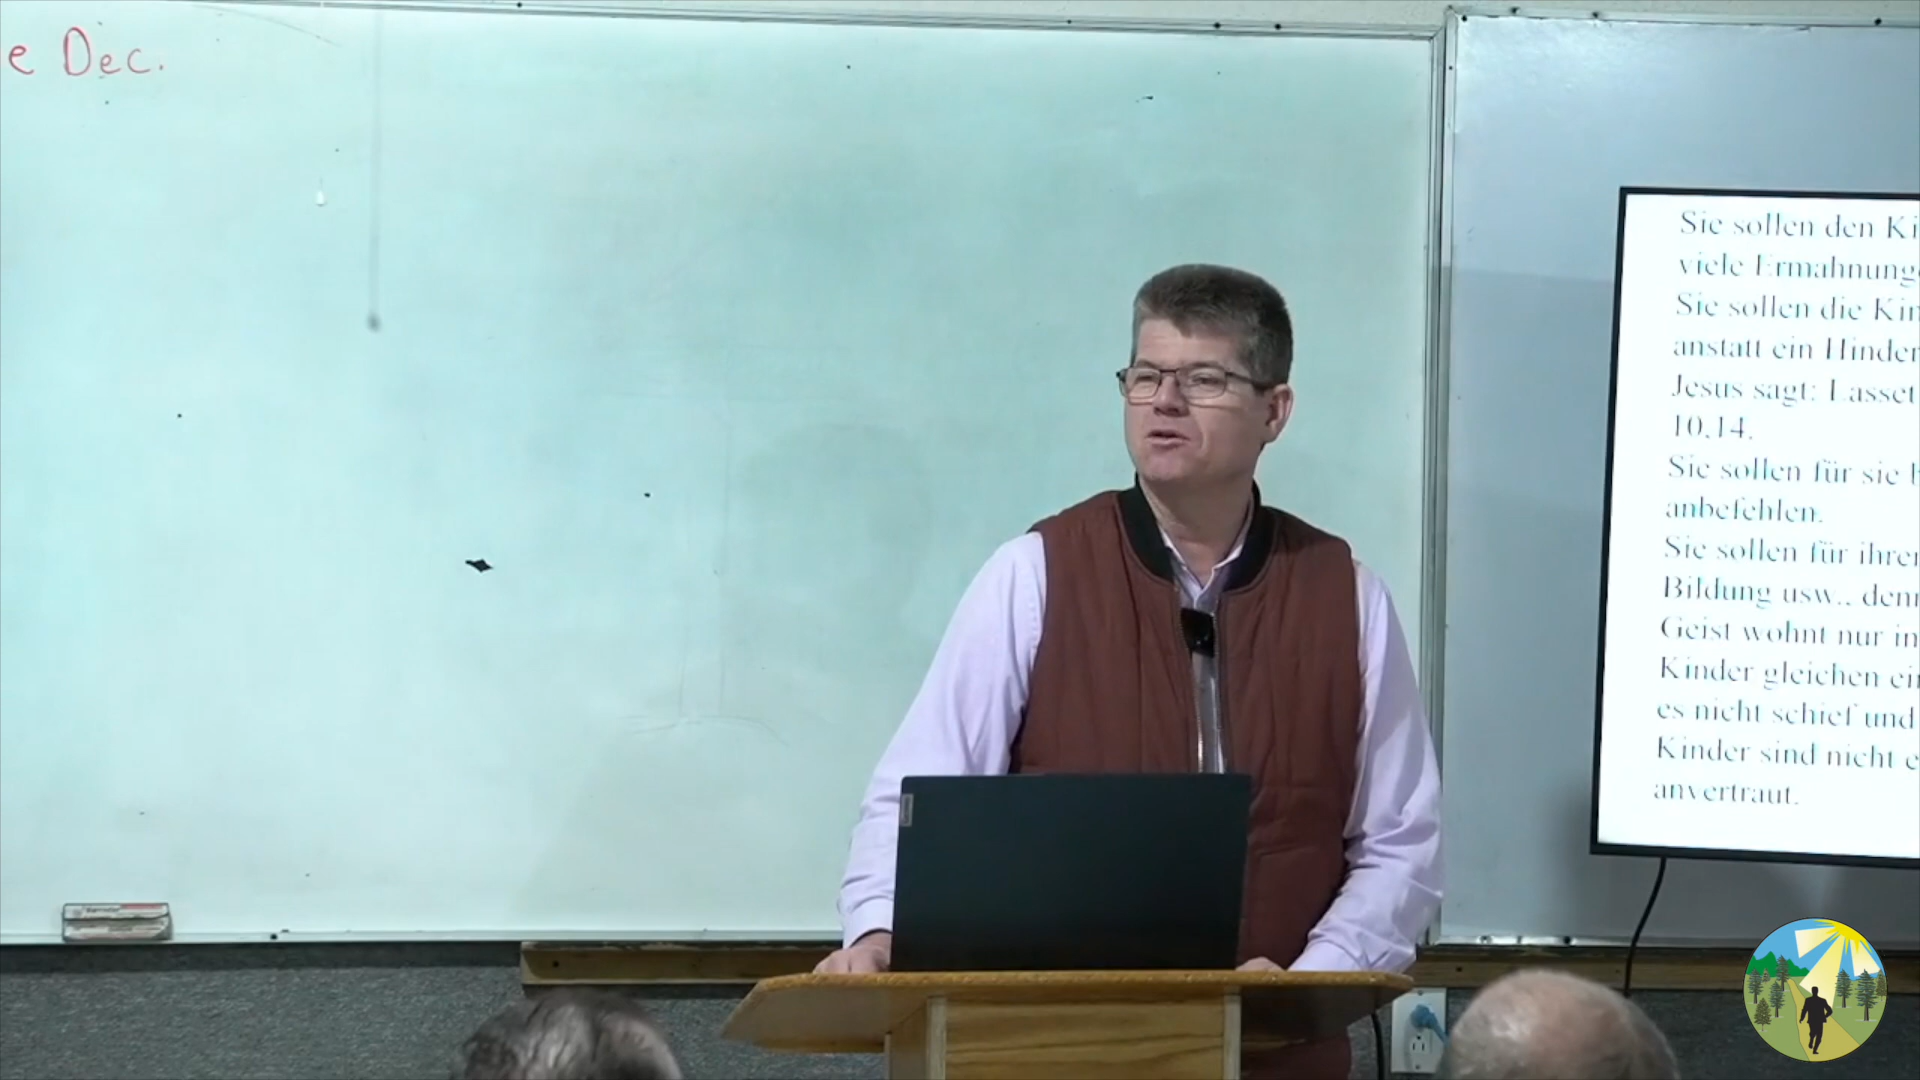 e Dec.
Sie sollen den Ki
viele Ermahnung
Sie sollen die Kin
anstatt ein Hinder
Jesus sagt: Lasset
10,14.
Sie sollen für sie
anbefehlen.
Sie sollen für ihre
Bildung usw., denn
Geist wohnt nur in
Kinder gleichen ein
es nicht schief und
Kinder sind nicht e
anvertraut.